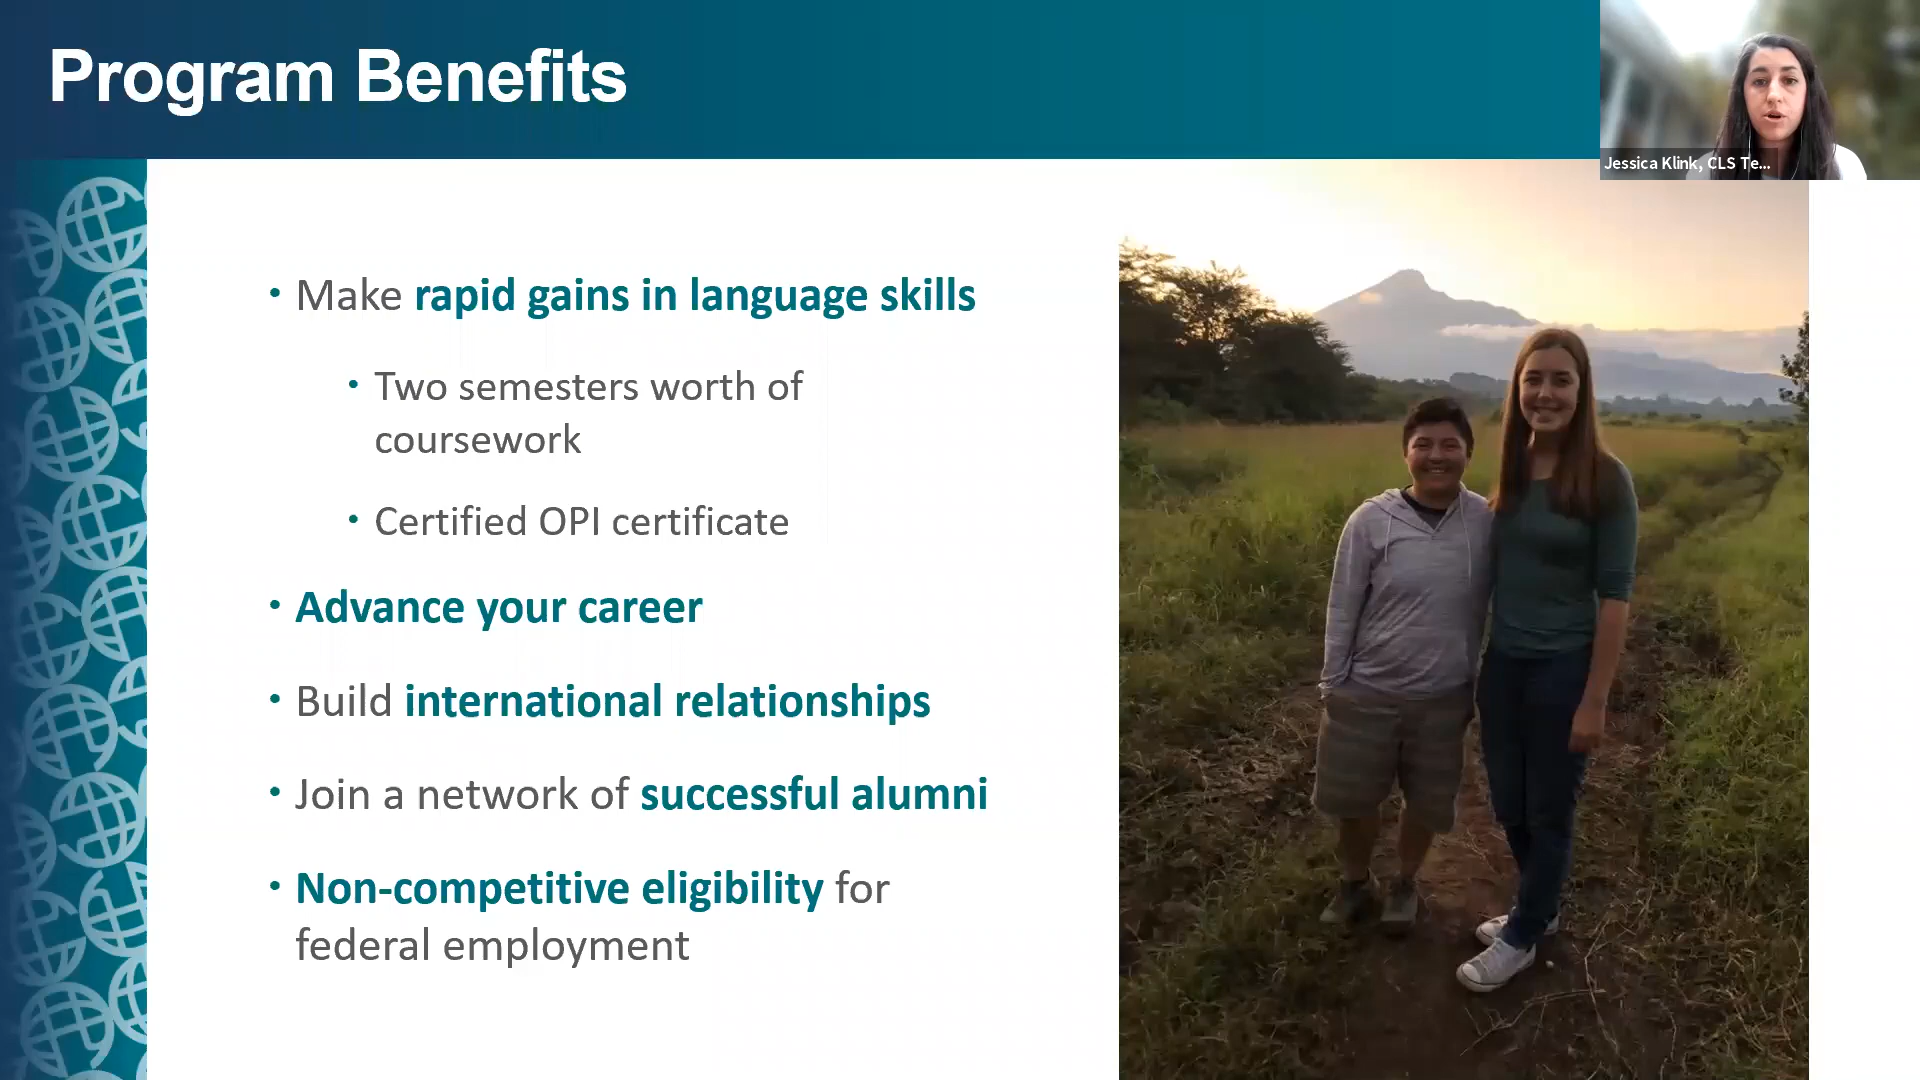 Program Benefits
Jessica Klink, CLS Te...
• Make rapid gains in language skills
• Two semesters worth of
coursework
• Certified OPI certificate
• Advance your career
• Build international relationships
• Join a network of successful alumni
• Non-competitive eligibility for
federal employment